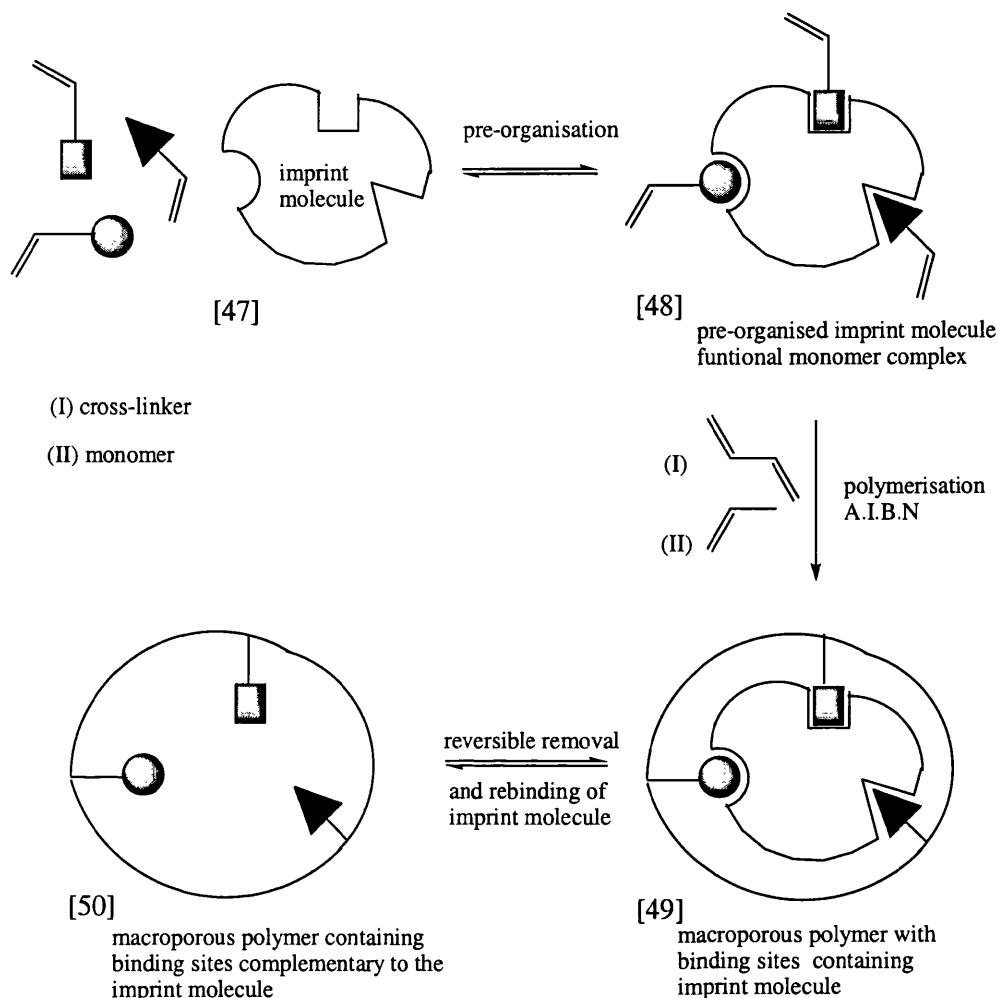 imprint
molecule
pre-organisation
[47]
[48]
pre-organised imprint molecule
funtional monomer complex
(I) cross-linker
(II) monomer
(I)
(II)
polymerisation
A.I.B.N
reversible removal
and rebinding of
imprint molecule
[50]
macroporous polymer containing
binding sites complementary to the
imprint molecule
[49]
macroporous polymer with
binding sites containing
imprint molecule